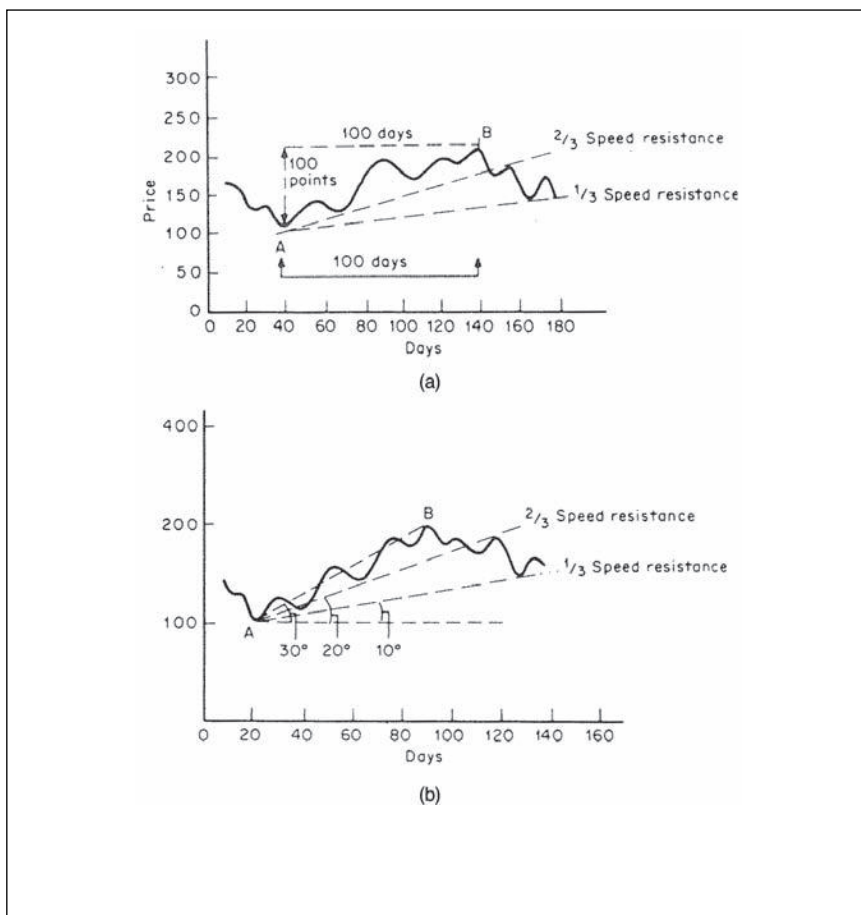 300
250
100 days
B
2/3 Speed resistance
200
100
points
150
1/3 Speed resistance
Price
100
A
100 days
50
0
0 20 40 60 80 100 120 140 160 180
Days
(a)
400
B
2/3 Speed resistance
200
1/3 Speed resistance
100
A
30° 20° 10°
0 20 40 60 80 100 120 140 160
Days
(b)